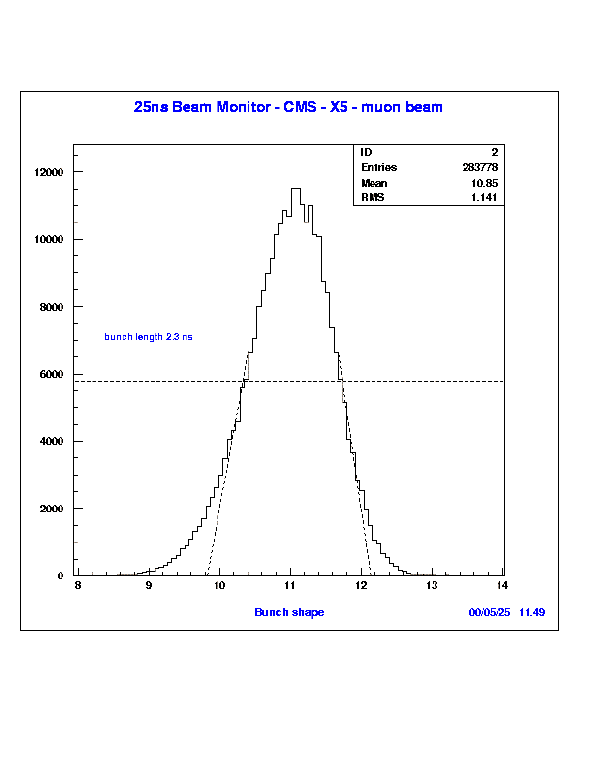 25ns Beam Monitor - CMS - X5 - muon beam
ID 2
Entries 283778
Mean 10.85
RMS 1.141
12000
10000
8000
bunch length 2.3 ns
6000
4000
2000
0
8 9 10 11 12 13 14
Bunch shape
00/05/25 11.49